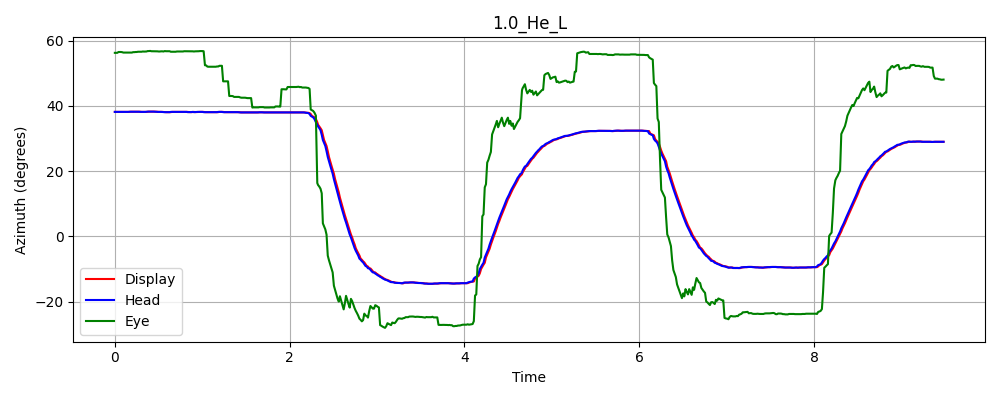 1.0_He_L
60
40
20
0
−20
Azimuth (degrees)
Display
Head
Eye
0 2 4 6 8
Time